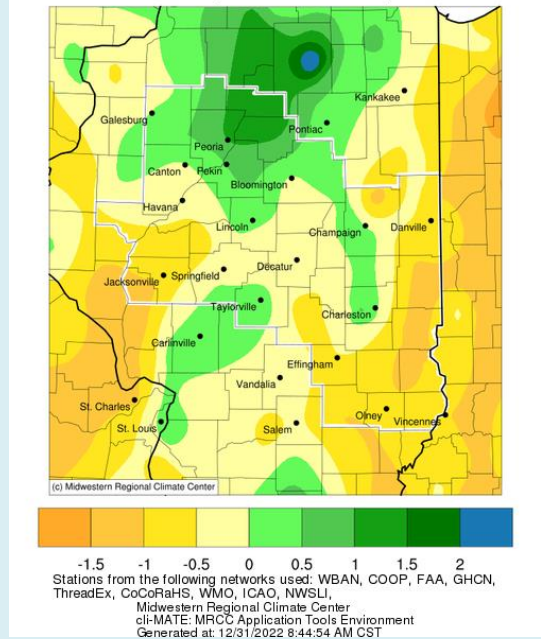 Kankakee
Galesburg
Pontiac
Peoria
Canton
Pekin
Bloomington
Havana
Lincoln
Champaign
Danville
Decatur
Springfield
Jacksonville
Taylorville
Charleston
Carlinville
Effingham
Vandalia
St. Charles
Olney
Vincennes
St. Louis
Salem
(c) Midwestern Regional Climate Center
-1.5 -1 -0.5 0 0.5 1 1.5 2
Stations from the following networks used: WBAN, COOP, FAA, GHCN,
ThreadEx, CoCoRaHS, WMO, ICAO, NWSLI,
Midwestern Regional Climate Center
cli-MATE: MRCC Application Tools Environment
Generated at: 12/31/2022 8:44:54 AM CST